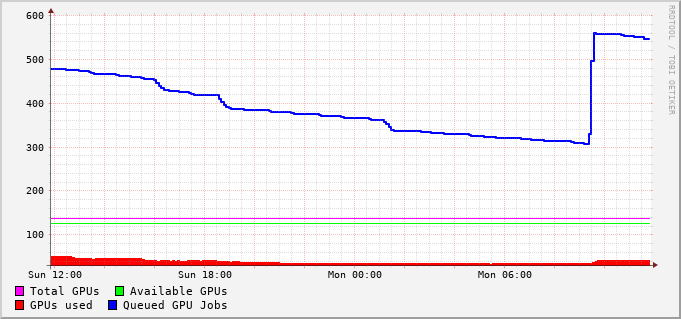 600
500
400
300
200
100
Sun 12:00 Sun 18:00 Mon 00:00 Mon 06:00
Total GPUs Available GPUs
GPUs used Queued GPU Jobs
RRDTOOL / TOBI OETIKER